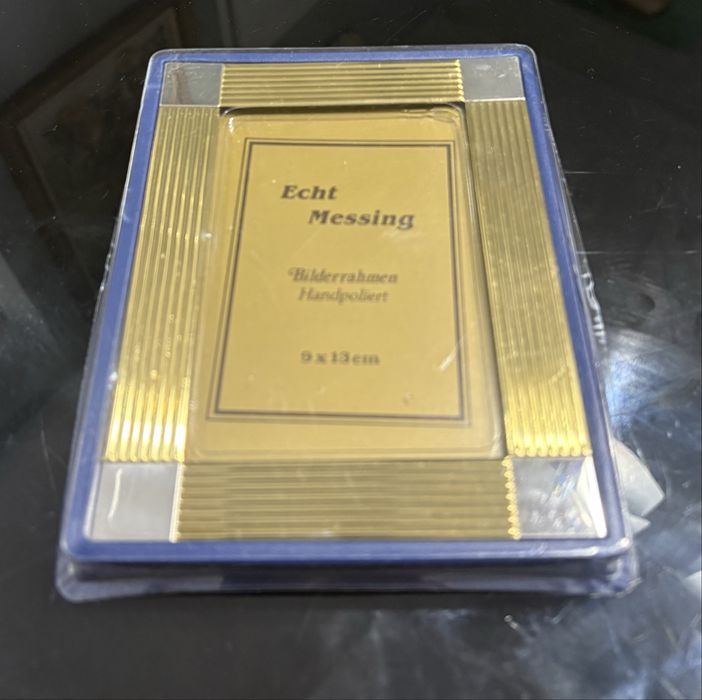 Echt
Messing
Bilderrahmen
Handpoliert
9 x 13 cm